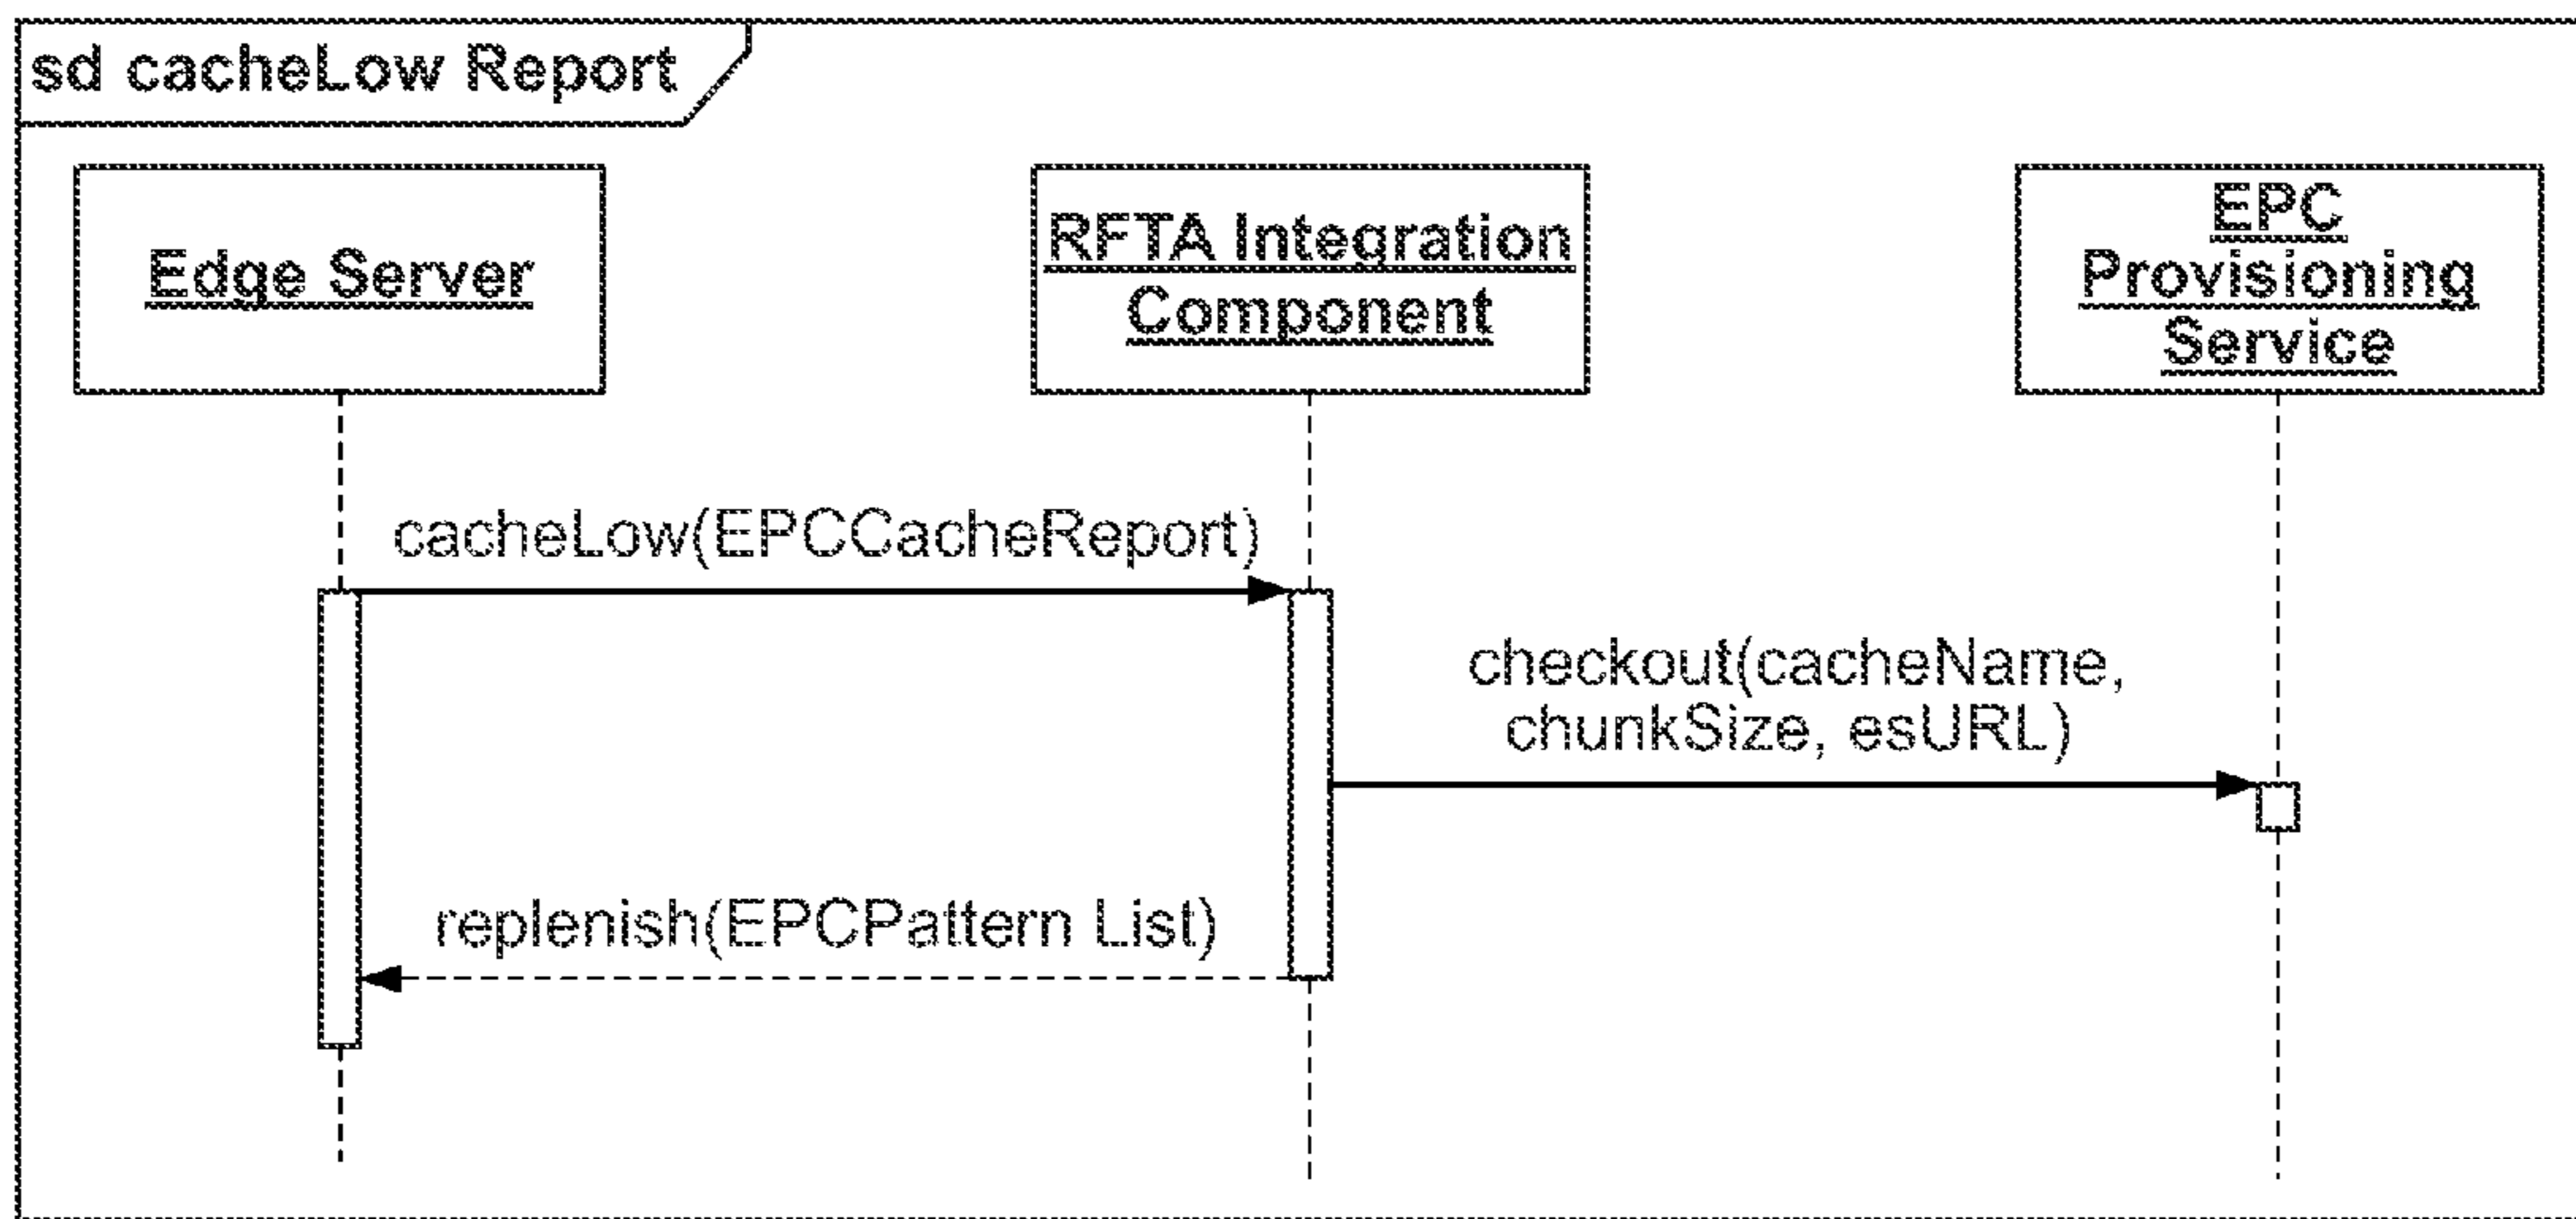 sd cacheLow Report
Edge Server
RFTA Integration
Component
EPC
Provisioning
Service
cacheLow(EPCCacheReport)
checkout(cacheName,
chunkSize, esURL)
replenish(EPCPattern List)